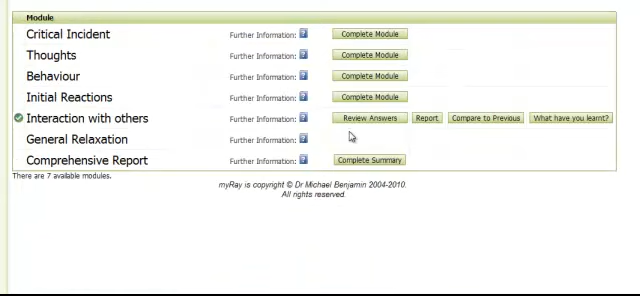 Module
Critical Incident Further Information: ? Complete Module
Thoughts Further Information: ? Complete Module
Behaviour Further Information: ? Complete Module
Initial Reactions Further Information: ? Complete Module
Interaction with others Further Information: ? Review Answers Report Compare to Previous What have you learnt?
General Relaxation Further Information: ?
Comprehensive Report Further Information: ? Complete Summary
There are 7 available modules.
myRay is copyright © Dr Michael Benjamin 2004-2010.
All rights reserved.